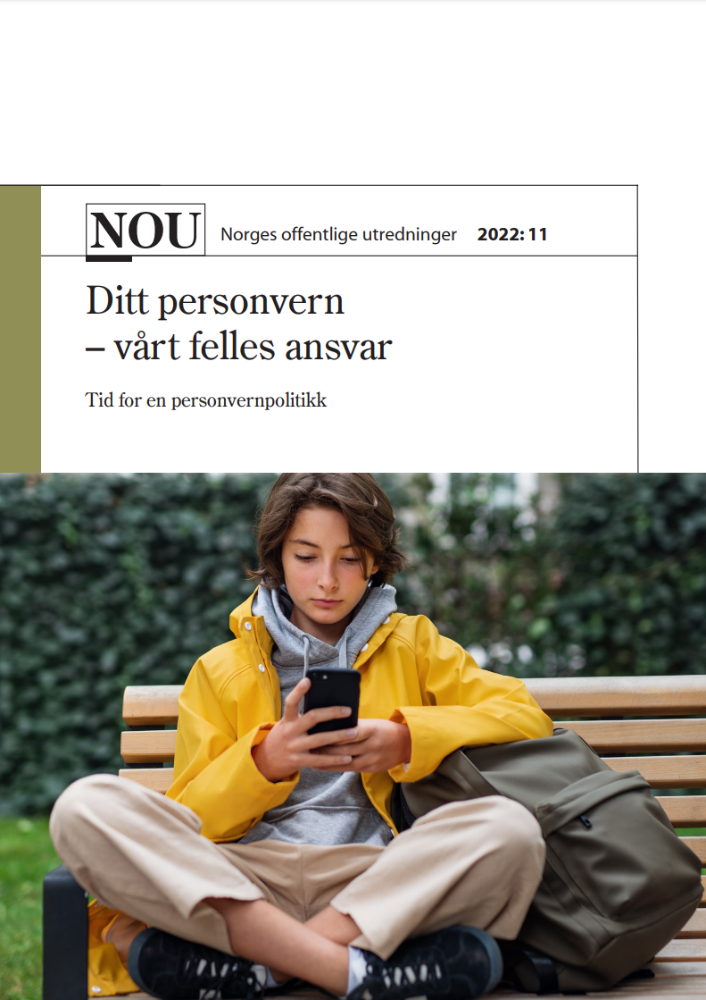 NOU Norges offentlige utredninger 2022: 11
Ditt personvern
– vårt felles ansvar
Tid for en personvernpolitikk